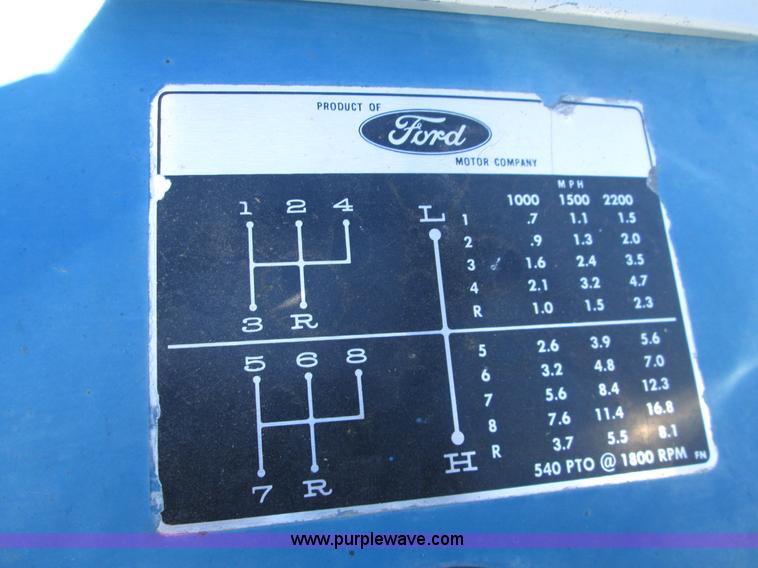 PRODUCT OF
Ford
MOTOR COMPANY
MPH
1000 1500 2200
1 2 4 L 1 .7 1.1 1.5
2 .9 1.3 2.0
3 1.6 2.4 3.5
4 2.1 3.2 4.7
3 R R 1.0 1.5 2.3
5 6 8 5 2.6 3.9 5.6
6 3.2 4.8 7.0
7 5.6 8.4 12.3
8 7.6 11.4 16.8
7 R H R 3.7 5.5 8.1
540 PTO @ 1800 RPM FN
www.purplewave.com